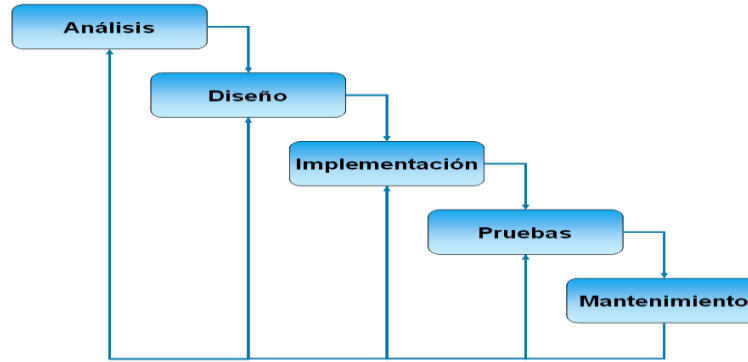 Análisis
Diseño
Implementación
Pruebas
Mantenimiento